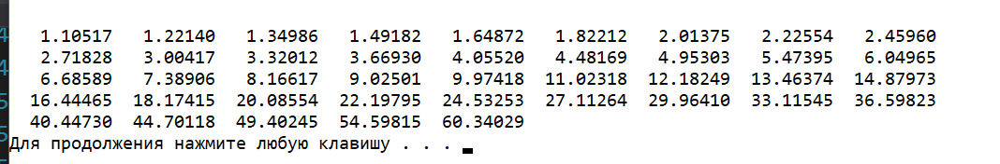 1.10517 1.22140 1.34986 1.49182 1.64872 1.82212 2.01375 2.22554 2.45960
2.71828 3.00417 3.32012 3.66930 4.05520 4.48169 4.95303 5.47395 6.04965
6.68589 7.38906 8.16617 9.02501 9.97418 11.02318 12.18249 13.46374 14.87973
16.44465 18.17415 20.08554 22.19795 24.53253 27.11264 29.96410 33.11545 36.59823
40.44730 44.70118 49.40245 54.59815 60.34029
Для продолжения нажмите любую клавишу . . .